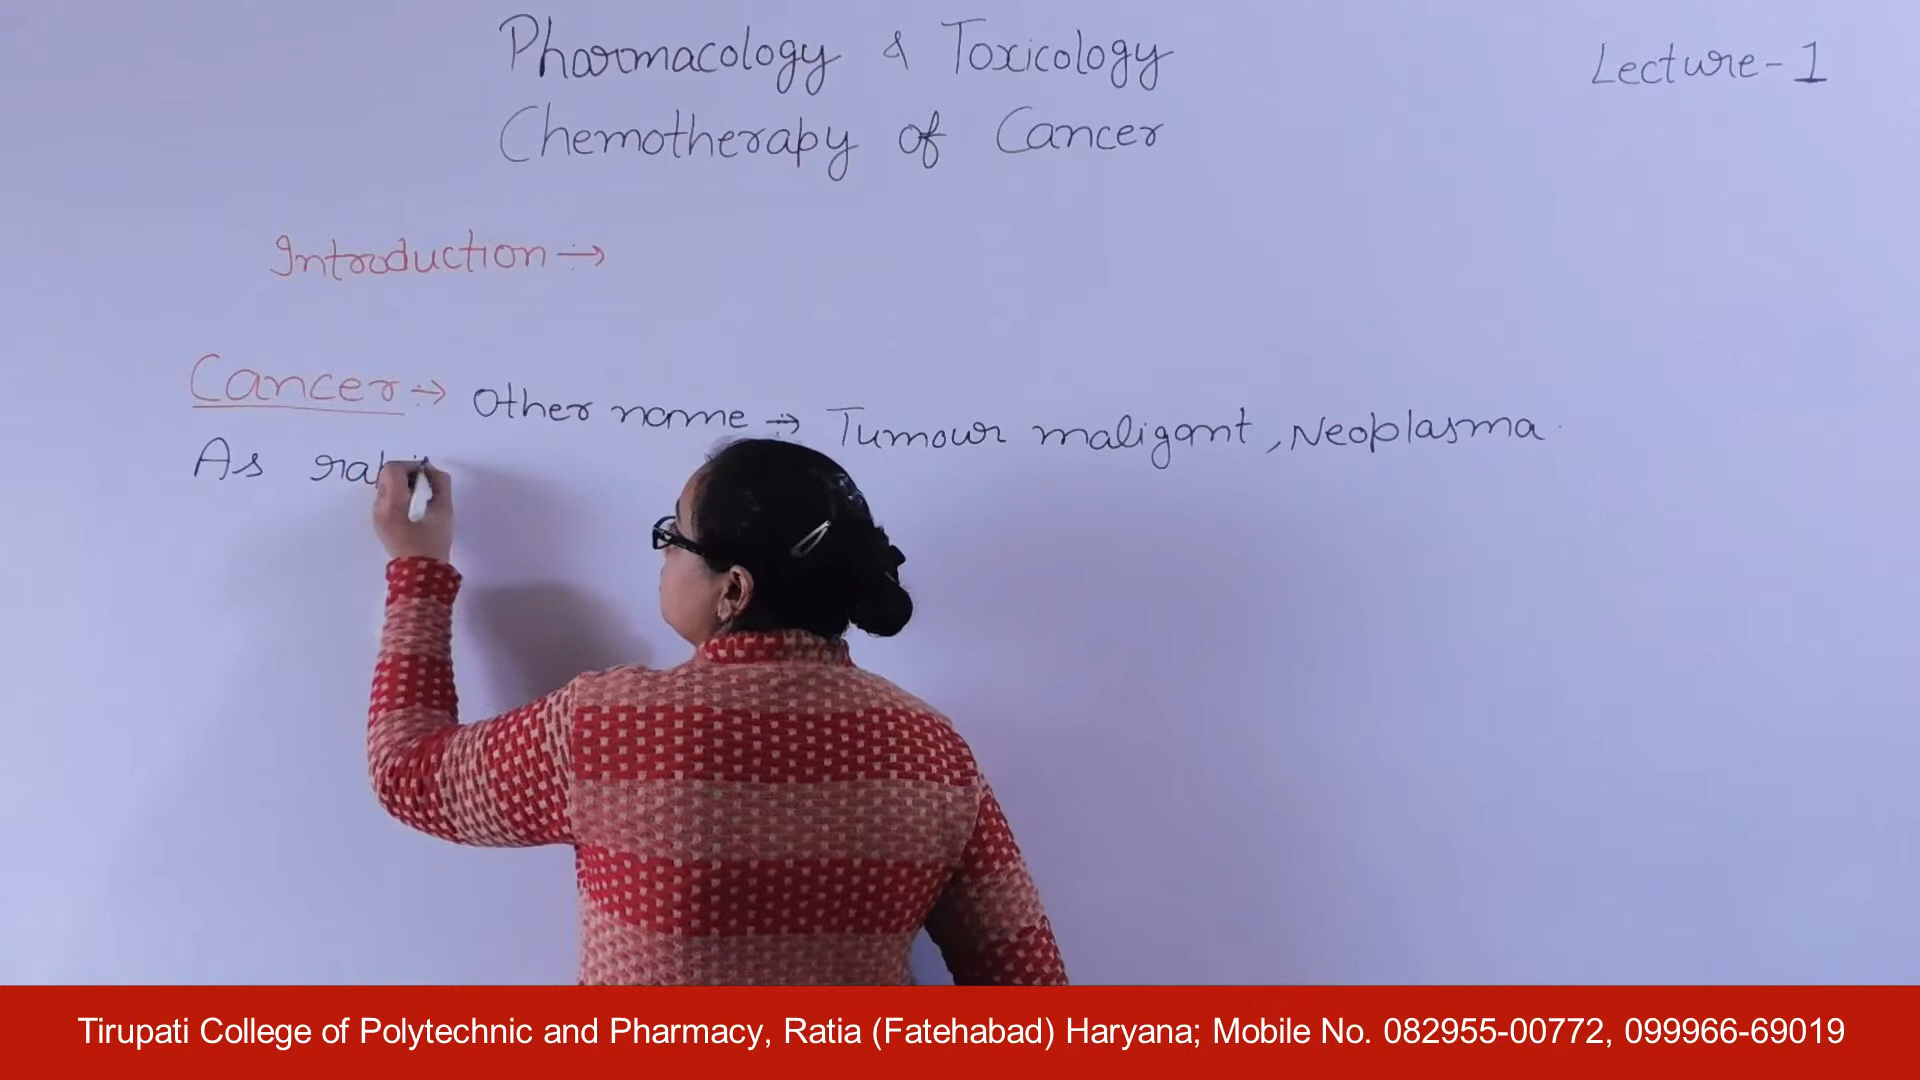 Pharmacology & Toxicology
Lecture-1
Chemotherapy of Cancer
Introduction :→
Cancer :→ Other name :→ Tumour maligant, Neoplasma.
As
Tirupati College of Polytechnic and Pharmacy, Ratia (Fatehabad) Haryana; Mobile No. 082955-00772, 099966-69019